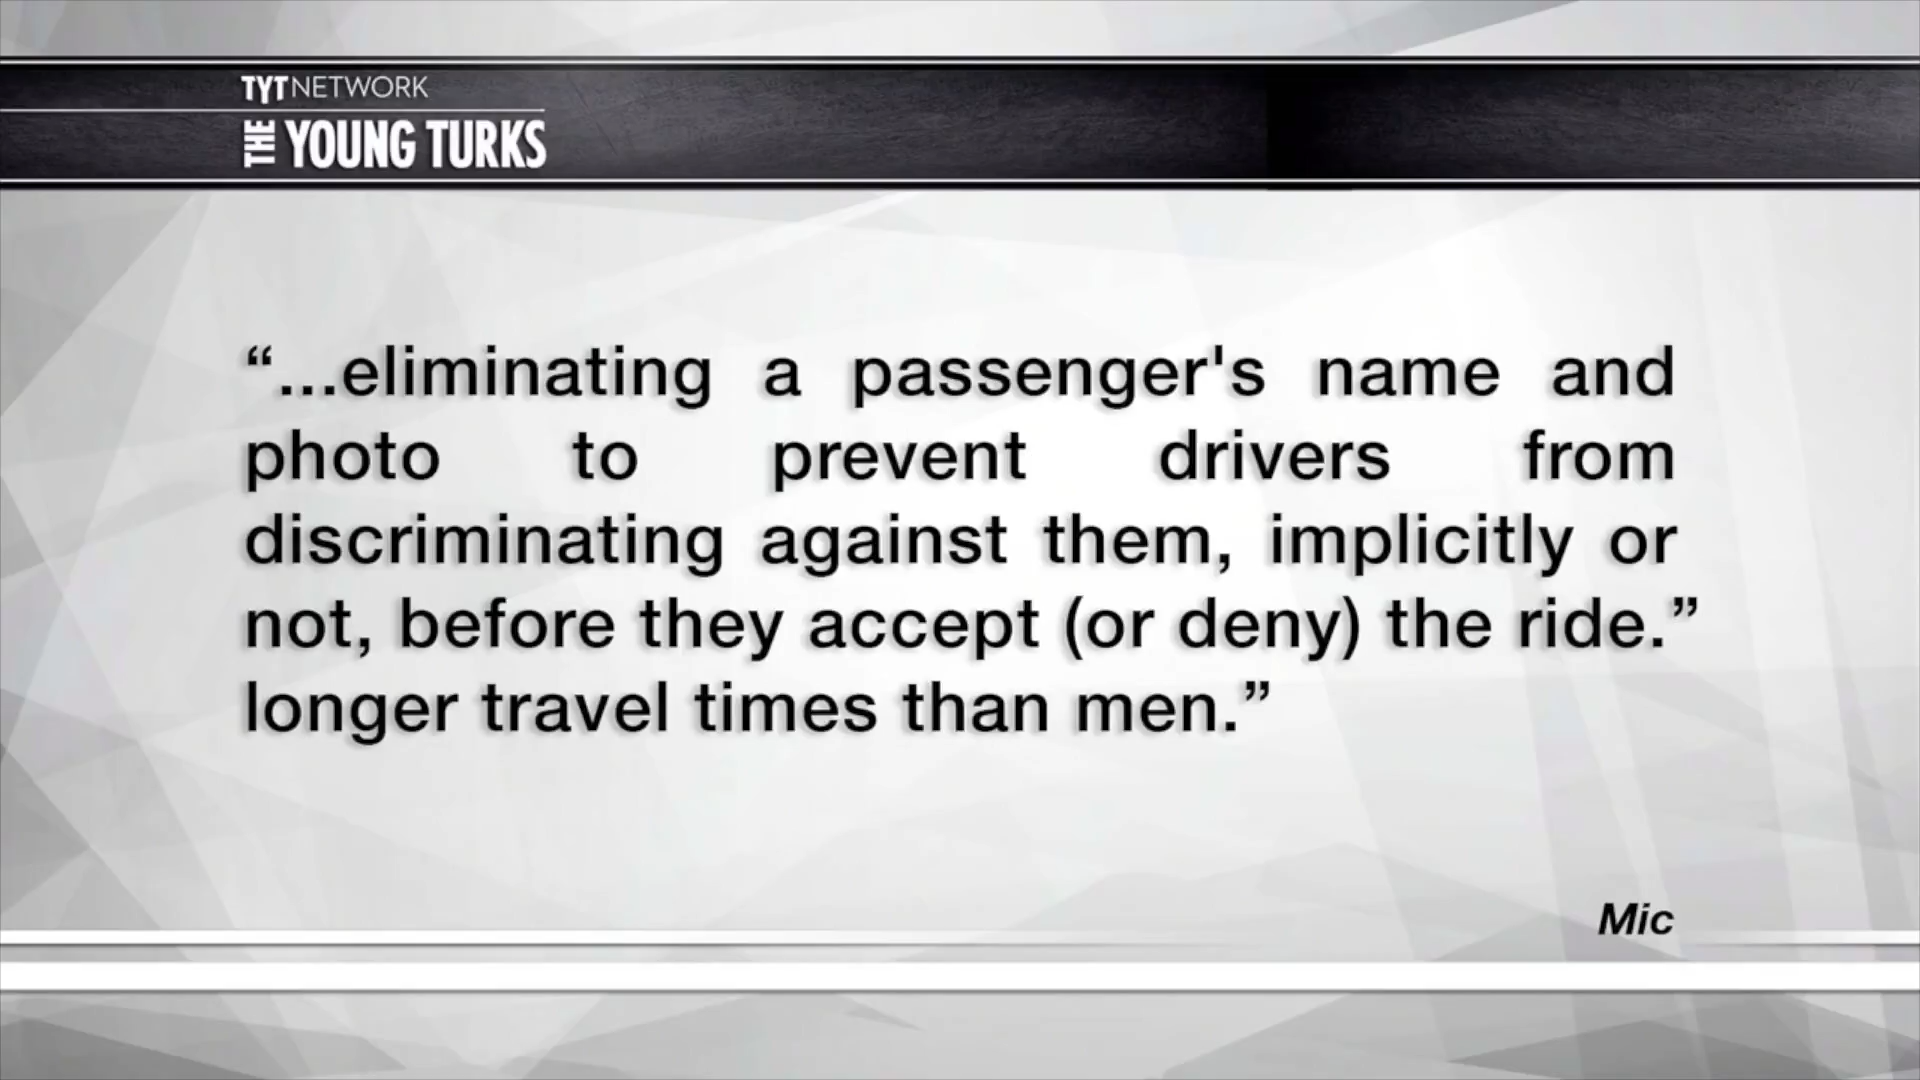 TYTNETWORK
THE YOUNG TURKS
“...eliminating a passenger's name and
photo to prevent drivers from
discriminating against them, implicitly or
not, before they accept (or deny) the ride.”
longer travel times than men.”
Mic